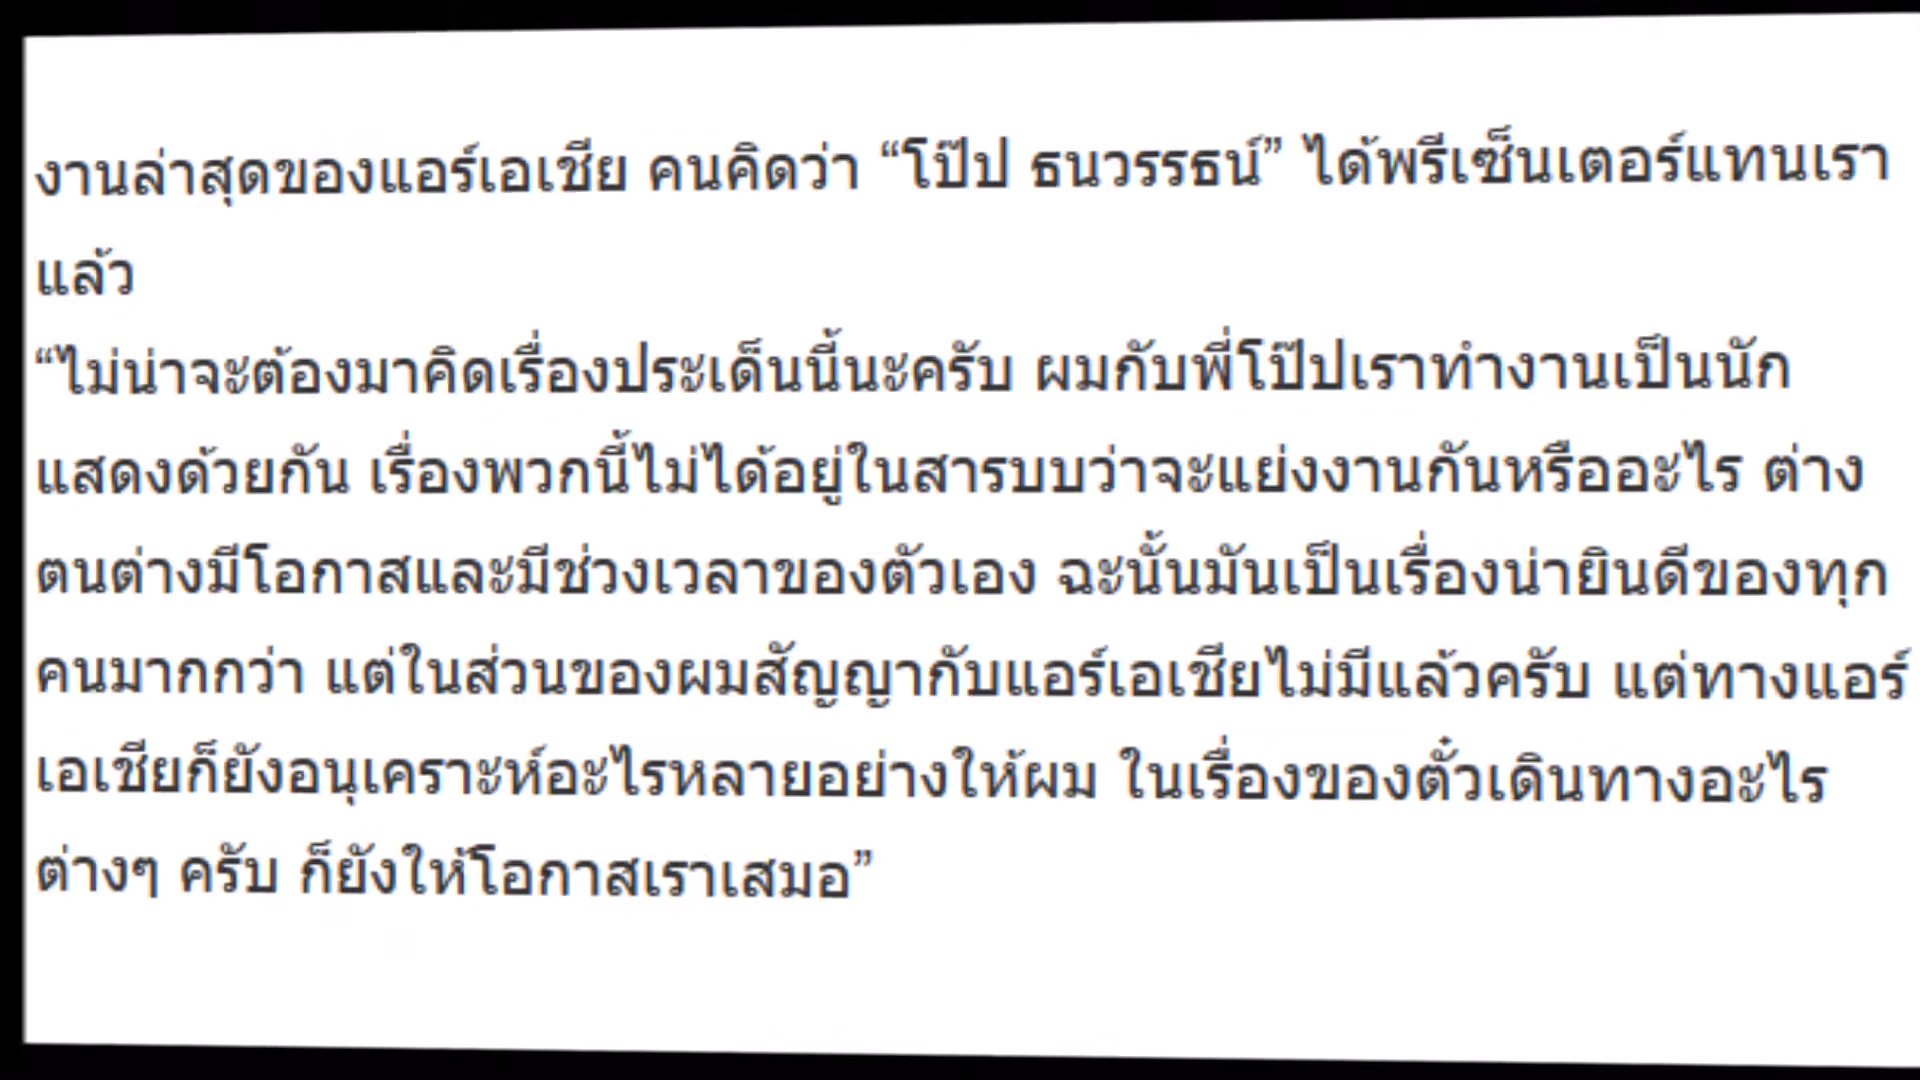 งานล่าสุดของแอร์เอเชีย คนคิดว่า “โป๊ป ธนวรรธน์” ได้พรีเซ็นเตอร์แทนเรา
แล้ว
“ไม่น่าจะต้องมาคิดเรื่องประเด็นนี้นะครับ ผมกับพี่โป๊ปเราทำงานเป็นนัก
แสดงด้วยกัน เรื่องพวกนี้ไม่ได้อยู่ในสารบบว่าจะแย่งงานกันหรืออะไร ต่าง
ตนต่างมีโอกาสและมีช่วงเวลาของตัวเอง ฉะนั้นมันเป็นเรื่องน่ายินดีของทุก
คนมากกว่า แต่ในส่วนของผมสัญญากับแอร์เอเชียไม่มีแล้วครับ แต่ทางแอร์
เอเชียก็ยังอนุเคราะห์อะไรหลายอย่างให้ผม ในเรื่องของตั๋วเดินทางอะไร
ต่างๆ ครับ ก็ยังให้โอกาสเราเสมอ”